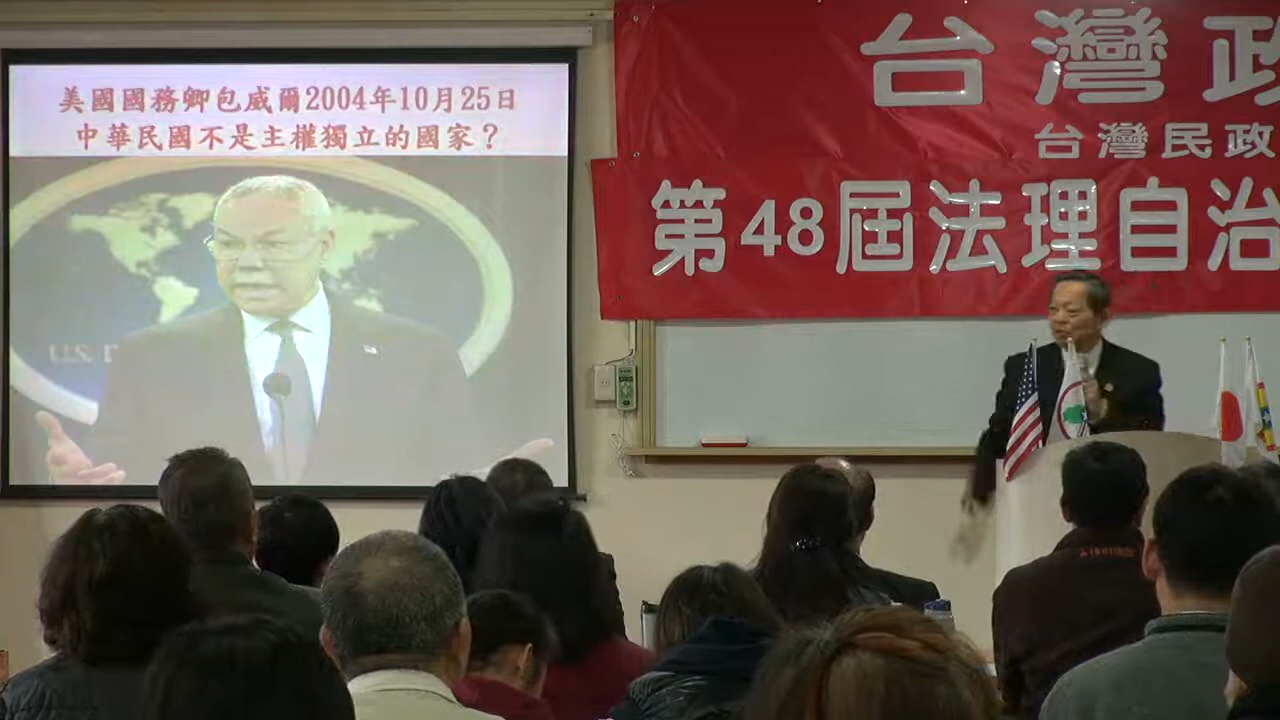 美國國務卿包威爾2004年10月25日
中華民國不是主權獨立的國家？
U.S. D
台灣政
台灣民政
第48屆法理自治